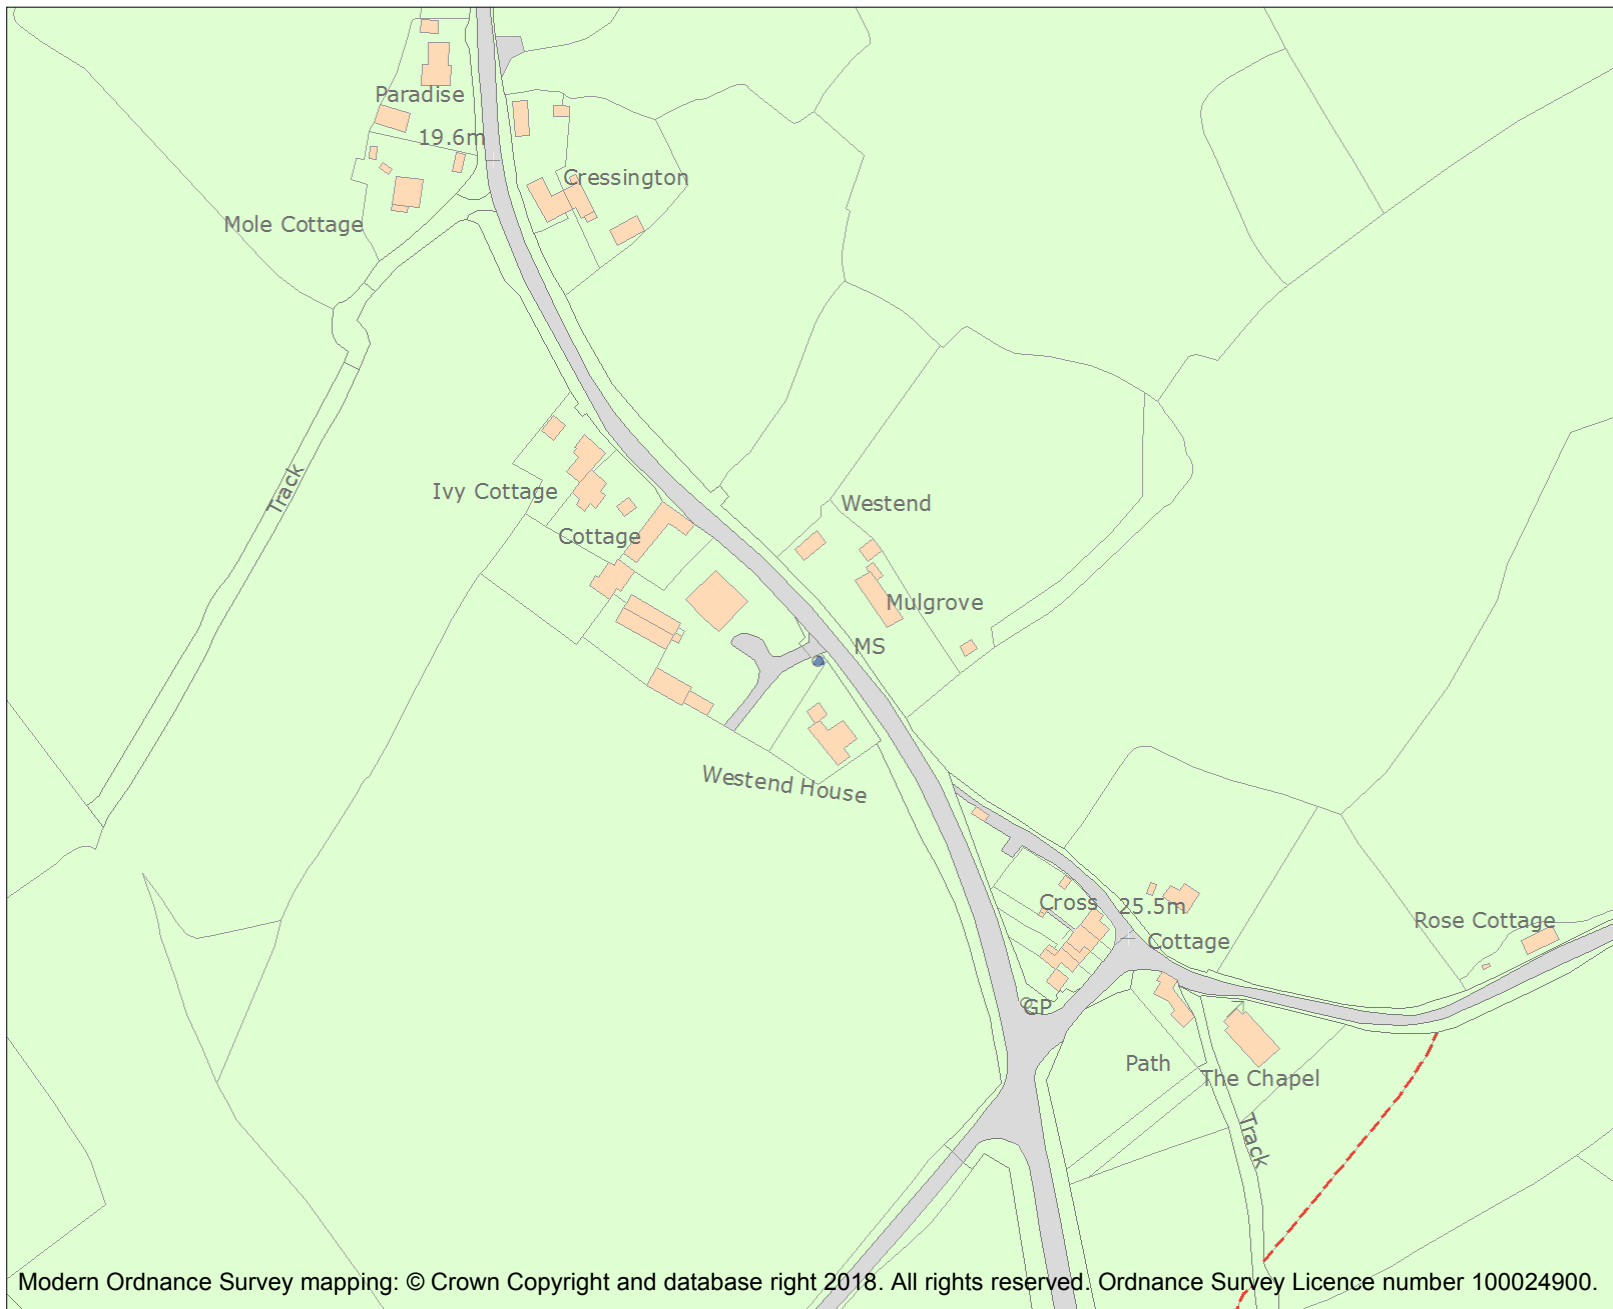 Paradise
19.6m
Cressington
Mole Cottage
Track
Ivy Cottage
Westend
Cottage
Mulgrove
MS
Westend House
Cross
25.5m
Rose Cottage
Cottage
GP
Path
The Chapel
Track
Modern Ordnance Survey mapping: © Crown Copyright and database right 2018. All rights reserved. Ordnance Survey Licence number 100024900.